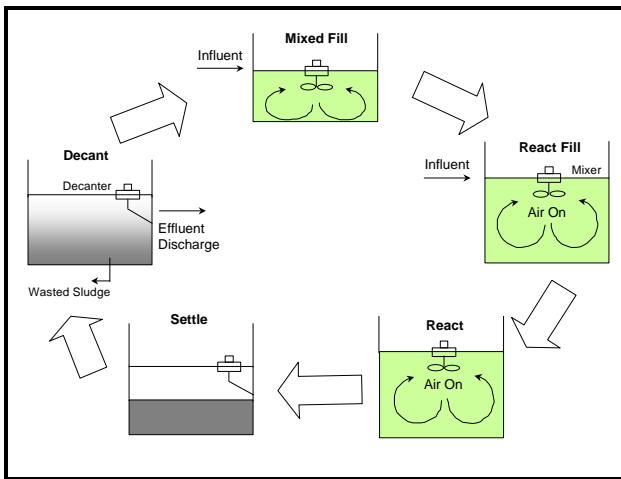 Mixed Fill
Influent
React Fill
Influent
Mixer
Air On
React
Air On
Settle
Decant
Decanter
Effluent
Discharge
Wasted Sludge